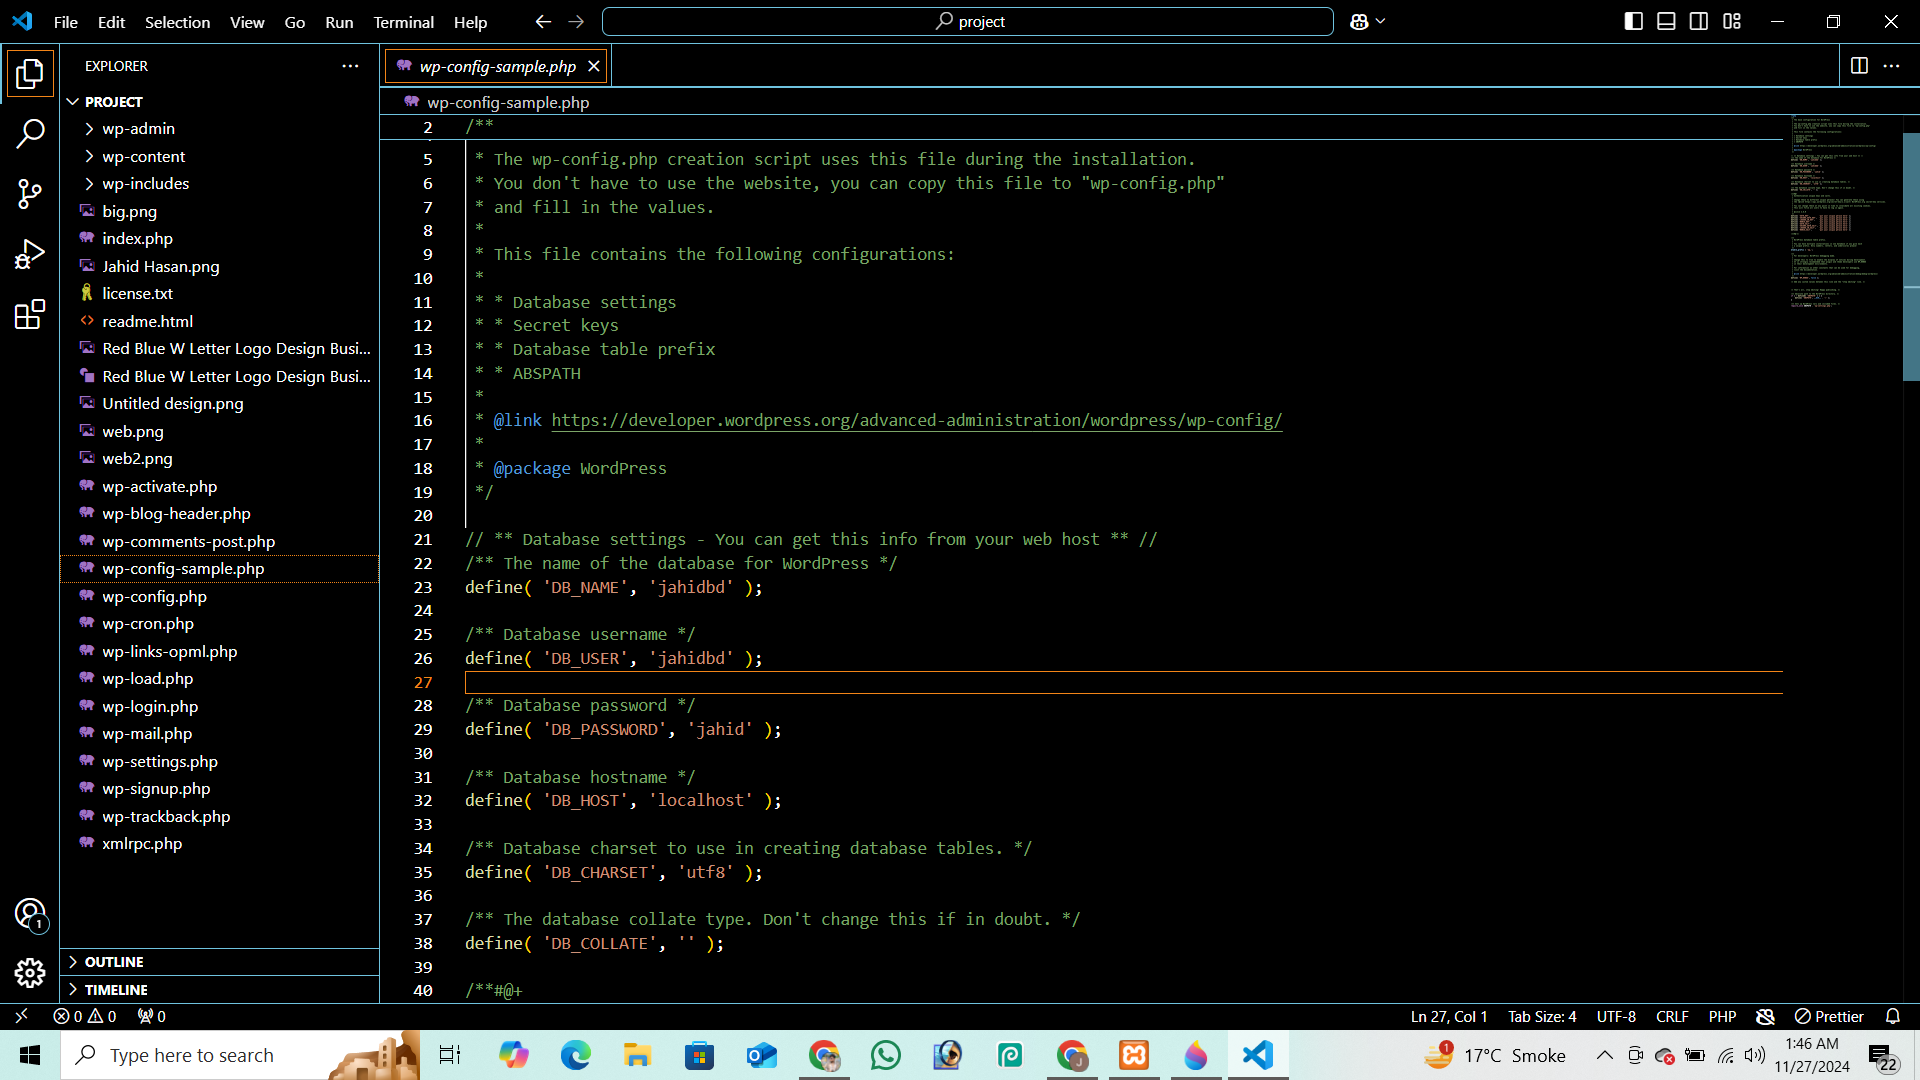 File Edit Selection View Go Run Terminal Help
project
EXPLORER
PROJECT
wp-admin
wp-content
wp-includes
big.png
index.php
Jahid Hasan.png
license.txt
readme.html
Red Blue W Letter Logo Design Busi...
Red Blue W Letter Logo Design Busi...
Untitled design.png
web.png
web2.png
wp-activate.php
wp-blog-header.php
wp-comments-post.php
wp-config-sample.php
wp-config.php
wp-cron.php
wp-links-opml.php
wp-load.php
wp-login.php
wp-mail.php
wp-settings.php
wp-signup.php
wp-trackback.php
xmlrpc.php
1
OUTLINE
TIMELINE
wp-config-sample.php
wp-config-sample.php
2 /**
5 * The wp-config.php creation script uses this file during the installation.
6 * You don't have to use the website, you can copy this file to "wp-config.php"
7 * and fill in the values.
8 *
9 * This file contains the following configurations:
10 *
11 * * Database settings
12 * * Secret keys
13 * * Database table prefix
14 * * ABSPATH
15 *
16 * @link https://developer.wordpress.org/advanced-administration/wordpress/wp-config/
17 *
18 * @package WordPress
19 */
20
21 // ** Database settings - You can get this info from your web host ** //
22 /** The name of the database for WordPress */
23 define( 'DB_NAME', 'jahidbd' );
24
25 /** Database username */
26 define( 'DB_USER', 'jahidbd' );
27
28 /** Database password */
29 define( 'DB_PASSWORD', 'jahid' );
30
31 /** Database hostname */
32 define( 'DB_HOST', 'localhost' );
33
34 /** Database charset to use in creating database tables. */
35 define( 'DB_CHARSET', 'utf8' );
36
37 /** The database collate type. Don't change this if in doubt. */
38 define( 'DB_COLLATE', '' );
39
40 /**#@+
0 0 0
Ln 27, Col 1 Tab Size: 4 UTF-8 CRLF PHP Prettier
Type here to search
1
17°C Smoke
1:46 AM
11/27/2024
22